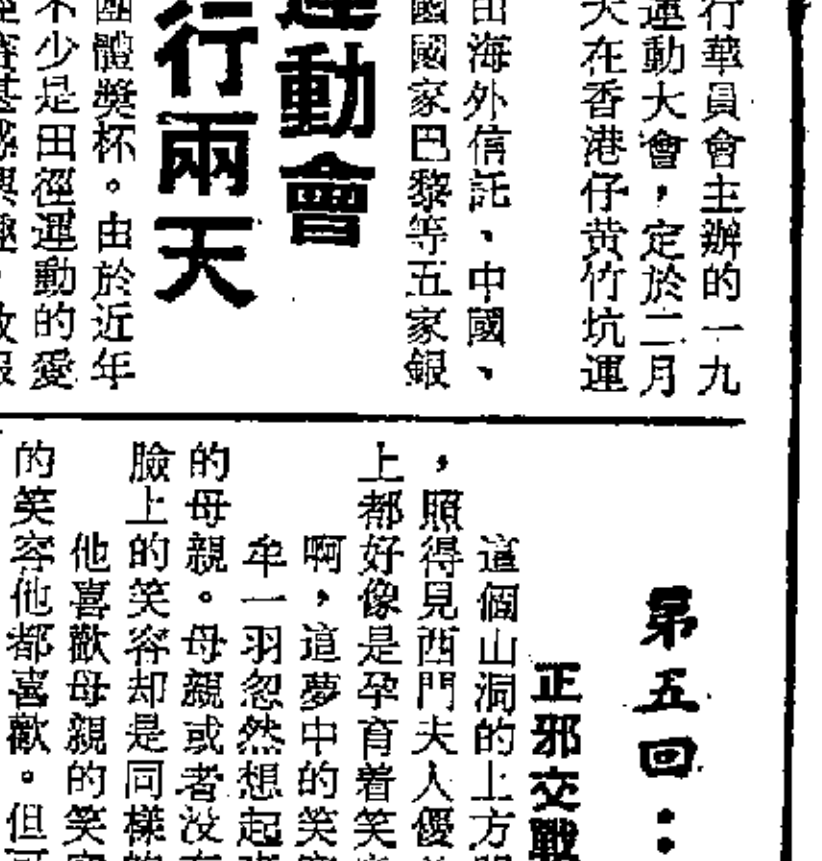 行華員會主辦的一九
運動大會，定於二月
天在香港仔黄竹坑運
由海外信託、中國、
國國家巴黎等五家銀
運動會
行兩天
團體獎杯。由於近年
不少是田徑運動的愛
第五回：
正邪交戰
這個山洞的上方
，照得見西門夫人優
上都好像是孕育着笑
啊，這夢中的笑容
牟一羽忽然想起
的母親。母親或者没有
臉上的笑容却是同樣
他喜歡母親的笑容
的笑容他都喜歡。但